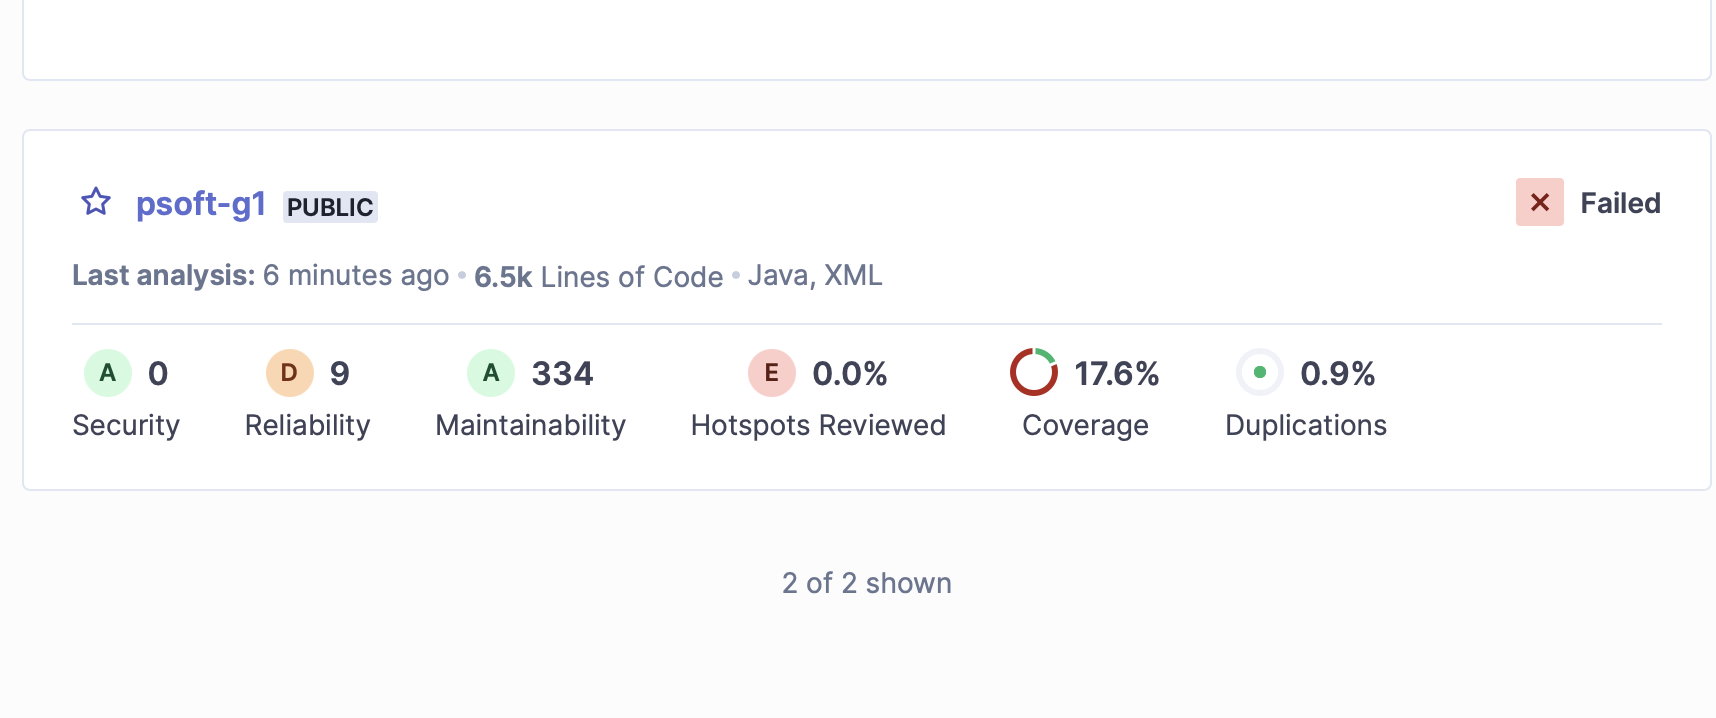 psoft-g1 PUBLIC Failed
Last analysis: 6 minutes ago • 6.5k Lines of Code • Java, XML
A 0 D 9 A 334 E 0.0% 17.6% 0.9%
Security Reliability Maintainability Hotspots Reviewed Coverage Duplications
2 of 2 shown